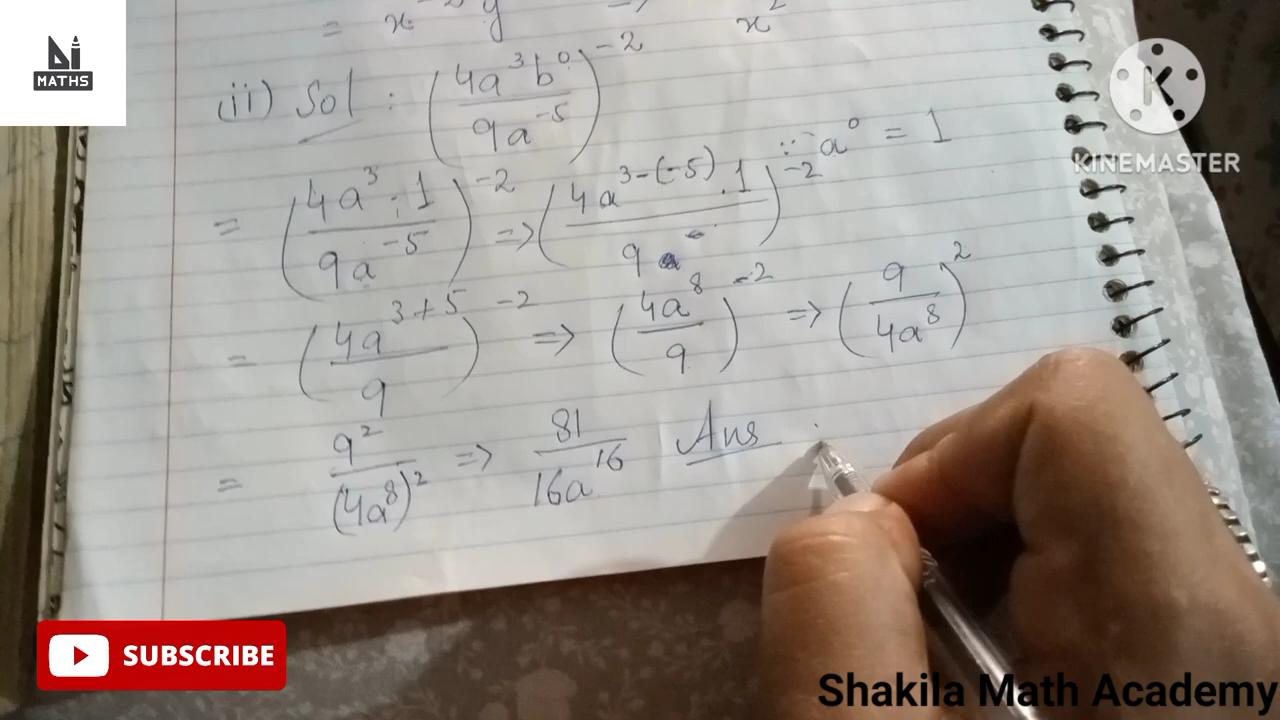 = x⁻² y ⇒ x²
MATHS
(ii) Sol : (4a³b⁰ / 9a⁻⁵)⁻²
KINEMASTER
∵ a⁰ = 1
= (4a³ · 1 / 9a⁻⁵)⁻² ⇒ (4a³⁻⁽⁻⁵⁾ . 1 / 9)⁻²
= (4a³⁺⁵ / 9)⁻² ⇒ (4a⁸ / 9)⁻² ⇒ (9 / 4a⁸)²
= 9² / (4a⁸)² ⇒ 81 / 16a¹⁶ Ans
SUBSCRIBE
Shakila Math Academy